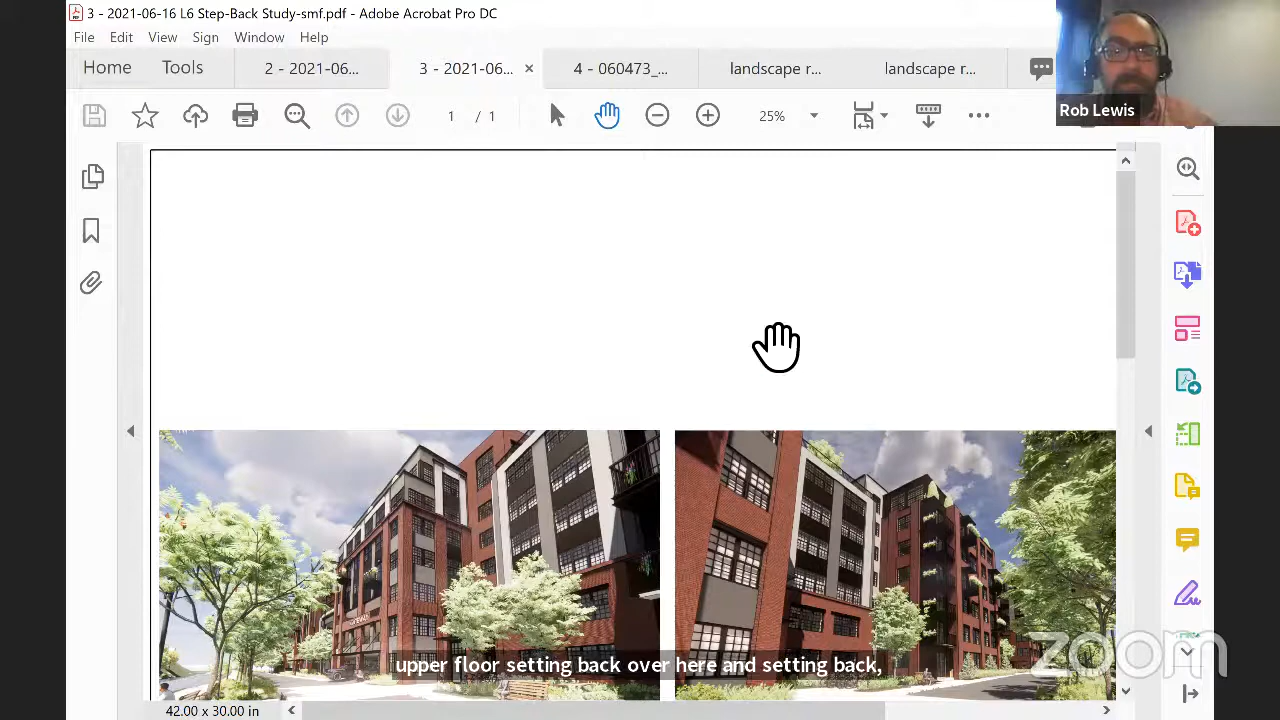 3 - 2021-06-16 L6 Step-Back Study-smf.pdf - Adobe Acrobat Pro DC
File Edit View Sign Window Help
Home Tools 2 - 2021-06... 3 - 2021-06... × 4 - 060473_... landscape r... landscape r...
1 / 1 25%
Rob Lewis
upper floor setting back over here and setting back,
zoom
42.00 x 30.00 in